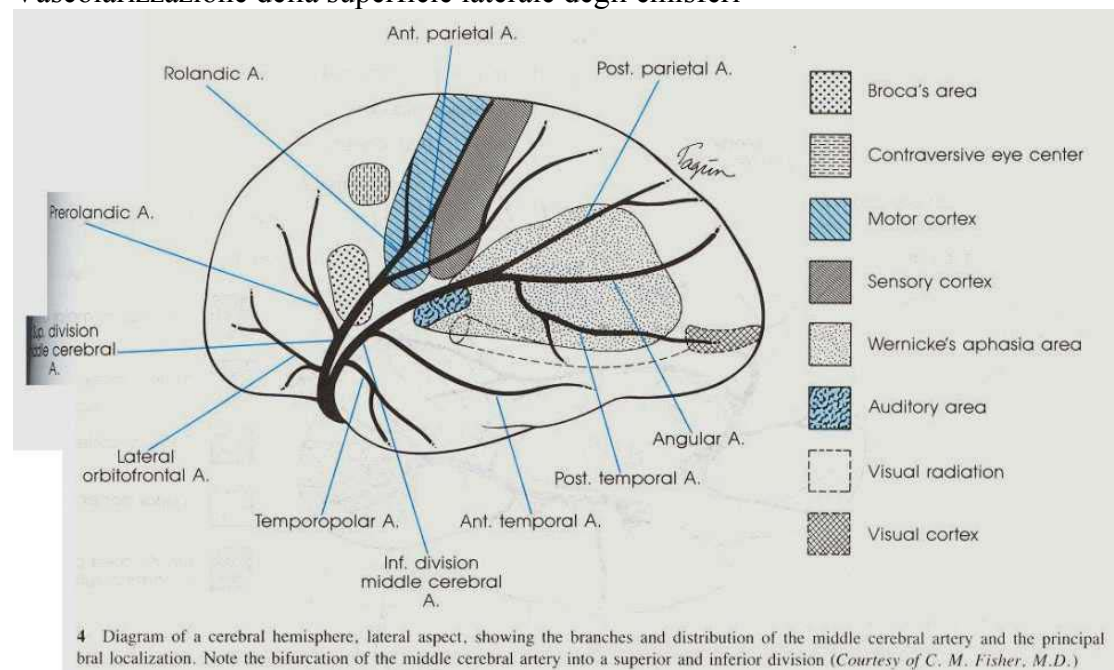 Vascolarizzazione della superficie laterale degli emisferi
Ant. parietal A.
Rolandic A.
Post. parietal A.
Prerolandic A.
Sup. division
middle cerebral
A.
Lateral
orbitofrontal A.
Temporopolar A.
Inf. division
middle cerebral
A.
Ant. temporal A.
Post. temporal A.
Angular A.
Broca's area
Contraversive eye center
Motor cortex
Sensory cortex
Wernicke's aphasia area
Auditory area
Visual radiation
Visual cortex
4 Diagram of a cerebral hemisphere, lateral aspect, showing the branches and distribution of the middle cerebral artery and the principal
bral localization. Note the bifurcation of the middle cerebral artery into a superior and inferior division (Courtesy of C. M. Fisher, M.D.)